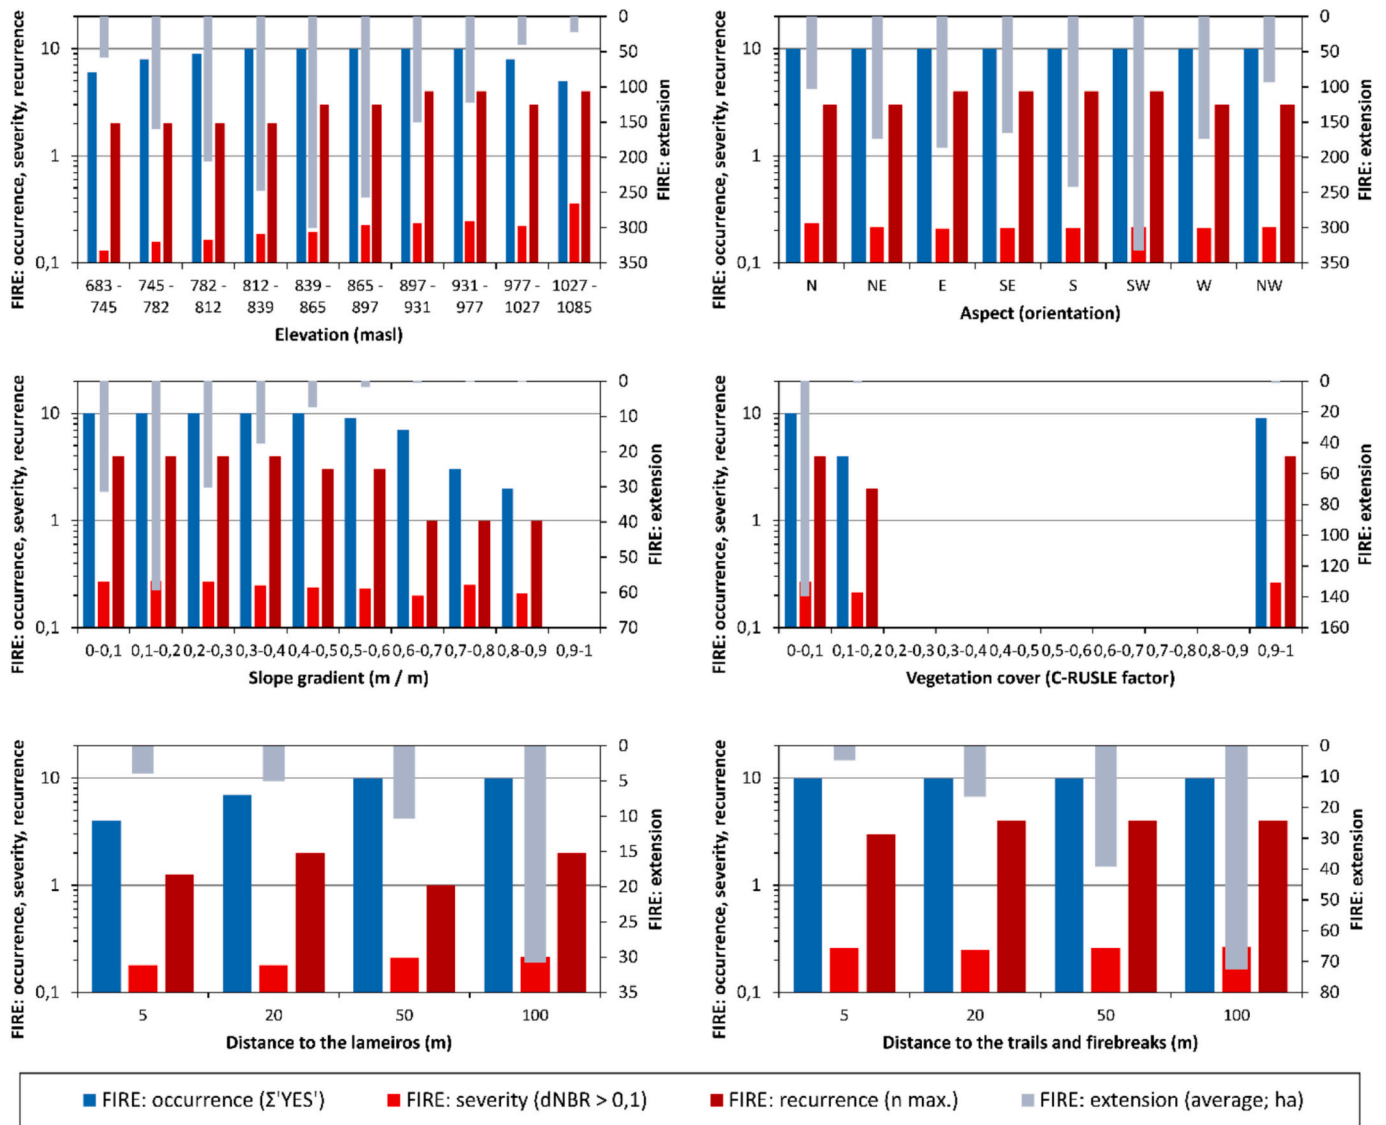 FIRE: occurrence, severity, recurrence
10
1
0,1
0
50
100
150
200
250
300
350
FIRE: extension
683 - 745 - 782 - 812 - 839 - 865 - 897 - 931 - 977 - 1027 -
745 782 812 839 865 897 931 977 1027 1085
Elevation (masl)
FIRE: occurrence, severity, recurrence
10
1
0,1
0
50
100
150
200
250
300
350
FIRE: extension
N NE E SE S SW W NW
Aspect (orientation)
FIRE: occurrence, severity, recurrence
10
1
0,1
0
10
20
30
40
50
60
70
FIRE: extension
0-0,1 0,1-0,2 0,2-0,3 0,3-0,4 0,4-0,5 0,5-0,6 0,6-0,7 0,7-0,8 0,8-0,9 0,9-1
Slope gradient (m / m)
FIRE: occurrence, severity, recurrence
10
1
0,1
0
20
40
60
80
100
120
140
160
FIRE: extension
0-0,1 0,1-0,2 0,2-0,3 0,3-0,4 0,4-0,5 0,5-0,6 0,6-0,7 0,7-0,8 0,8-0,9 0,9-1
Vegetation cover (C-RUSLE factor)
FIRE: occurrence, severity, recurrence
10
1
0,1
0
5
10
15
20
25
30
35
FIRE: extension
5 20 50 100
Distance to the lameiros (m)
FIRE: occurrence, severity, recurrence
10
1
0,1
0
10
20
30
40
50
60
70
80
FIRE: extension
5 20 50 100
Distance to the trails and firebreaks (m)
FIRE: occurrence (Σ'YES') FIRE: severity (dNBR > 0,1) FIRE: recurrence (n max.) FIRE: extension (average; ha)